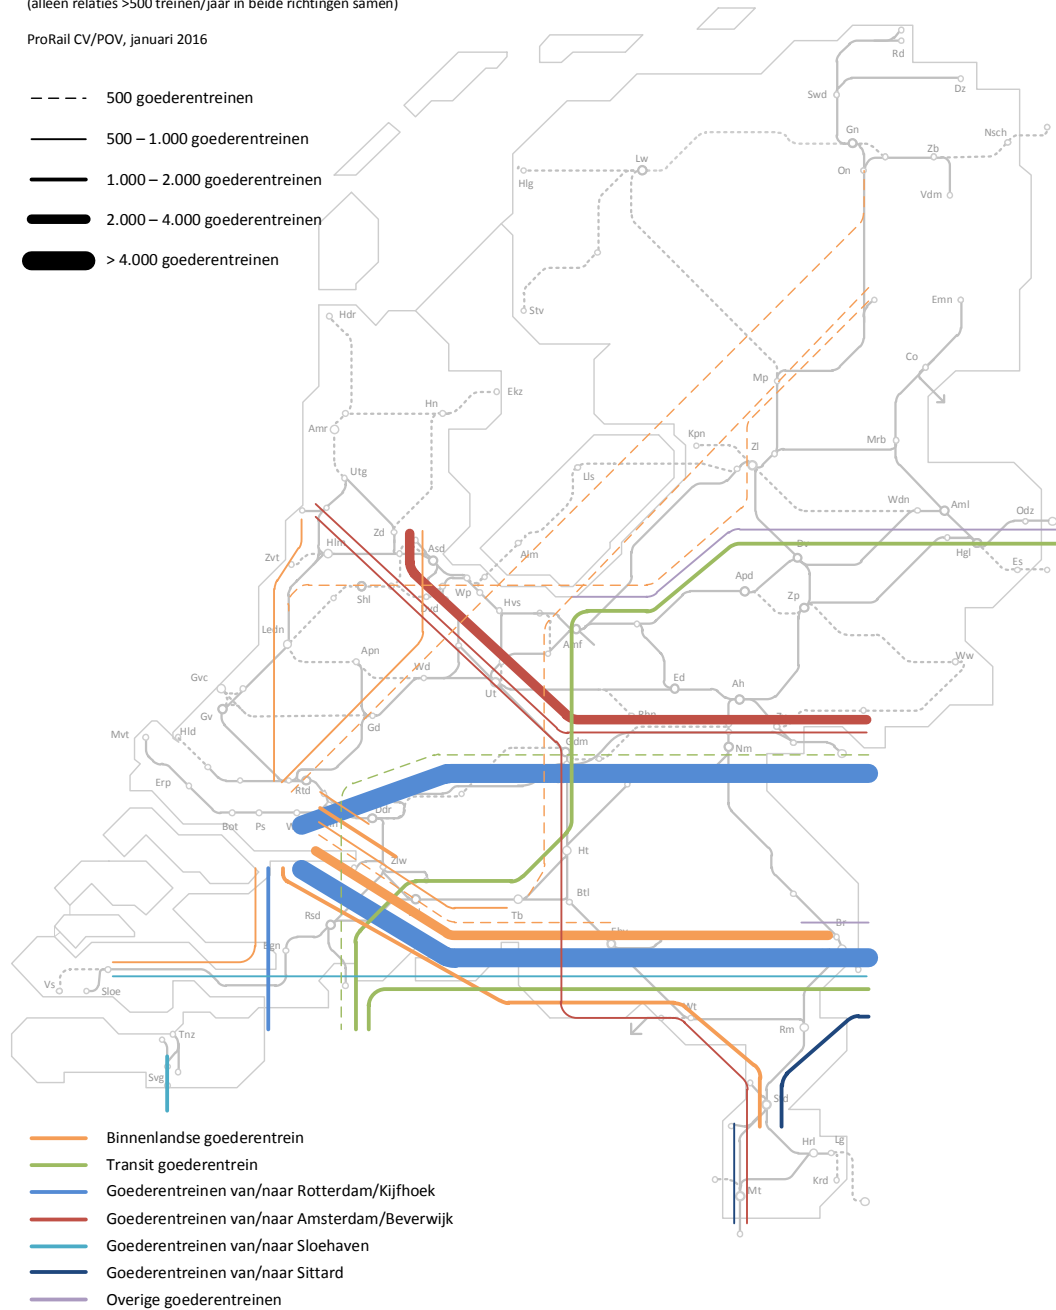 (alleen relaties >500 treinen/jaar in beide richtingen samen)
ProRail CV/POV, januari 2016
500 goederentreinen
500 – 1.000 goederentreinen
1.000 – 2.000 goederentreinen
2.000 – 4.000 goederentreinen
> 4.000 goederentreinen
Rd
Dz
Swd
Gn
Nsch
Zb
Lw
On
Hlg
Vdm
Stv
Emn
Hdr
Co
Mp
Ekz
Hn
Amr
Kpn
Mrb
Zl
Utg
Lls
Wdn
Aml
Odz
Zd
Hlm
Asd
Alm
Hgl
Zvt
Es
Apd
Shl
Wp
Dvd
Hvs
Zp
Ledn
Amf
Apn
Ww
Wd
Gvc
Ed
Ah
Ut
Gv
Rhn
Gd
Mvt
Hld
Gdm
Nm
Erp
Rtd
Ddr
Bot
Ps
Ht
Zlw
Btl
Rsd
Tb
Br
Bgn
Ehv
Vs
Sloe
Wt
Rm
Tnz
Svg
Std
Hrl
Lg
Krd
Mt
Binnenlandse goederentrein
Transit goederentrein
Goederentreinen van/naar Rotterdam/Kijfhoek
Goederentreinen van/naar Amsterdam/Beverwijk
Goederentreinen van/naar Sloehaven
Goederentreinen van/naar Sittard
Overige goederentreinen